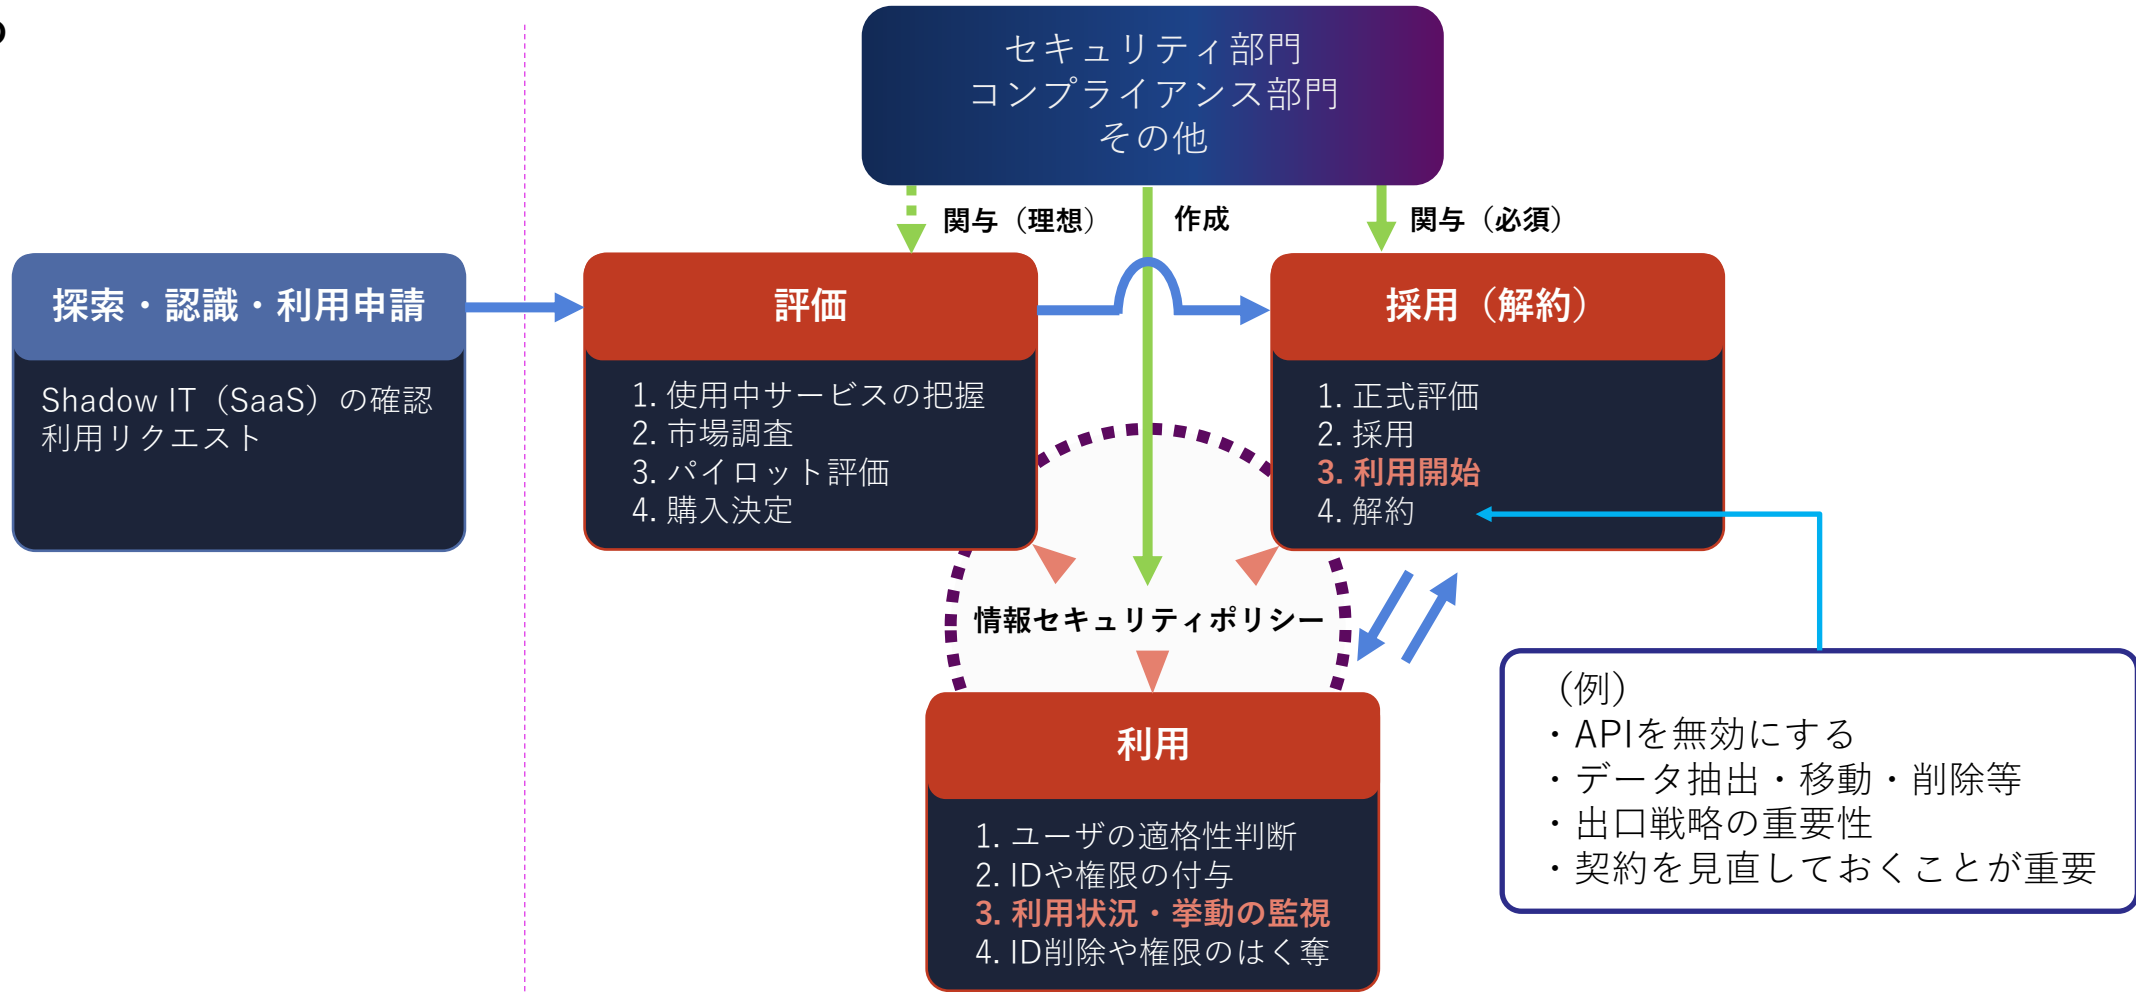 セキュリティ部門
コンプライアンス部門
その他
関与（理想）
作成
関与（必須）
探索・認識・利用申請
Shadow IT（SaaS）の確認
利用リクエスト
評価
1. 使用中サービスの把握
2. 市場調査
3. パイロット評価
4. 購入決定
採用（解約）
1. 正式評価
2. 採用
3. 利用開始
4. 解約
情報セキュリティポリシー
利用
1. ユーザの適格性判断
2. IDや権限の付与
3. 利用状況・挙動の監視
4. ID削除や権限のはく奪
（例）
・APIを無効にする
・データ抽出・移動・削除等
・出口戦略の重要性
・契約を見直しておくことが重要